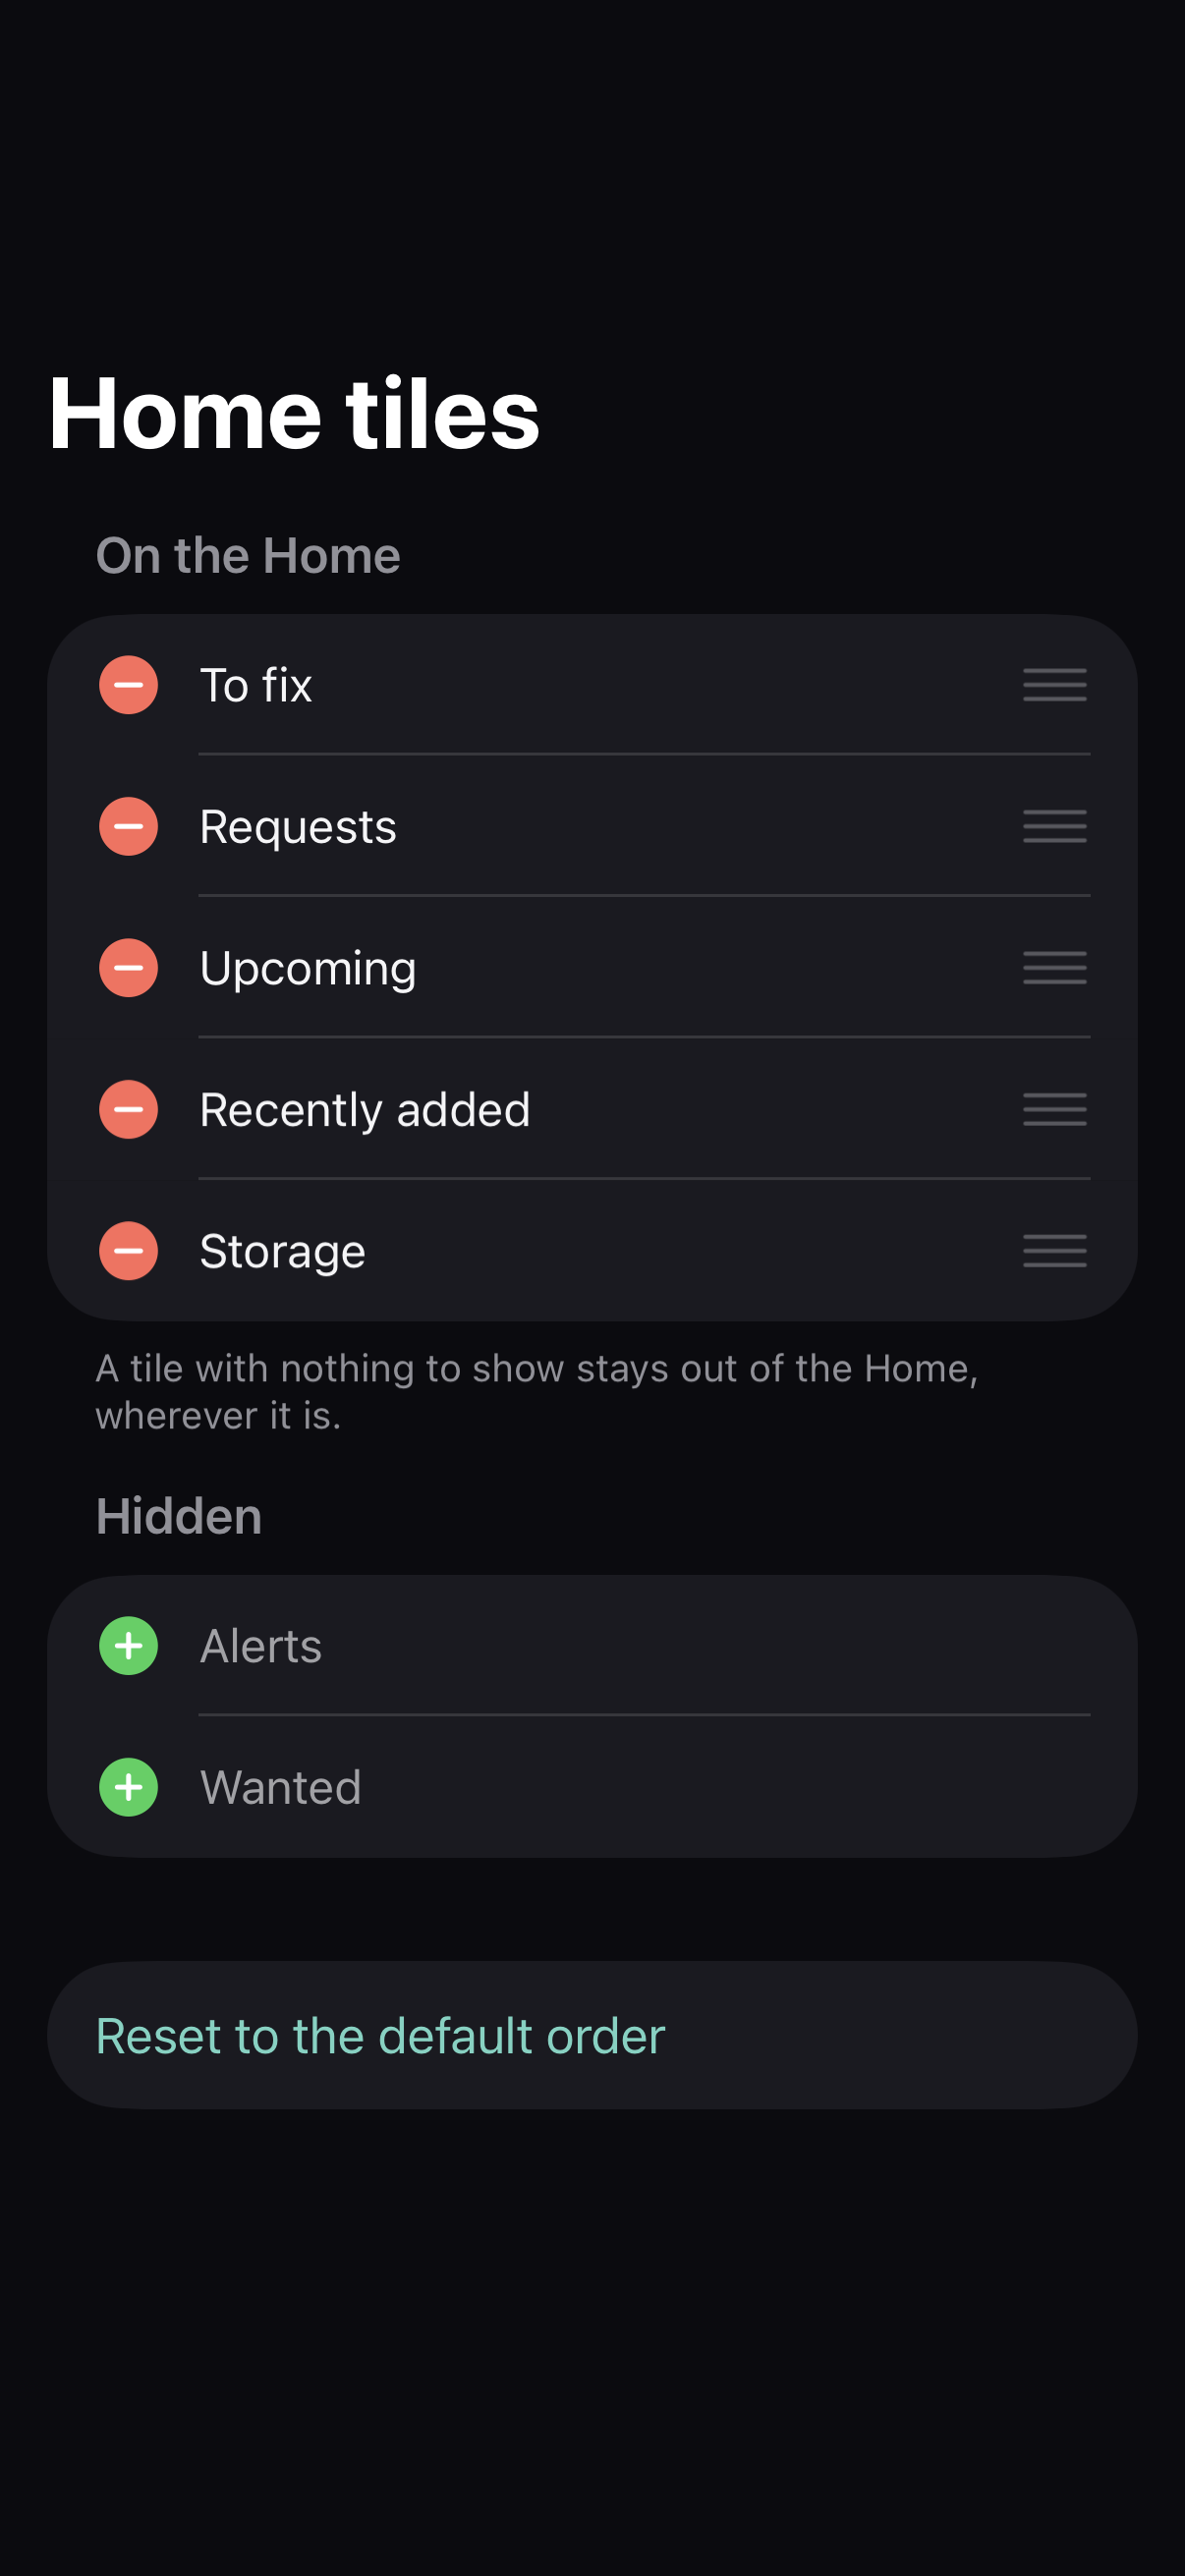 Home tiles
On the Home
To fix
Requests
Upcoming
Recently added
Storage
A tile with nothing to show stays out of the Home,
wherever it is.
Hidden
Alerts
Wanted
Reset to the default order